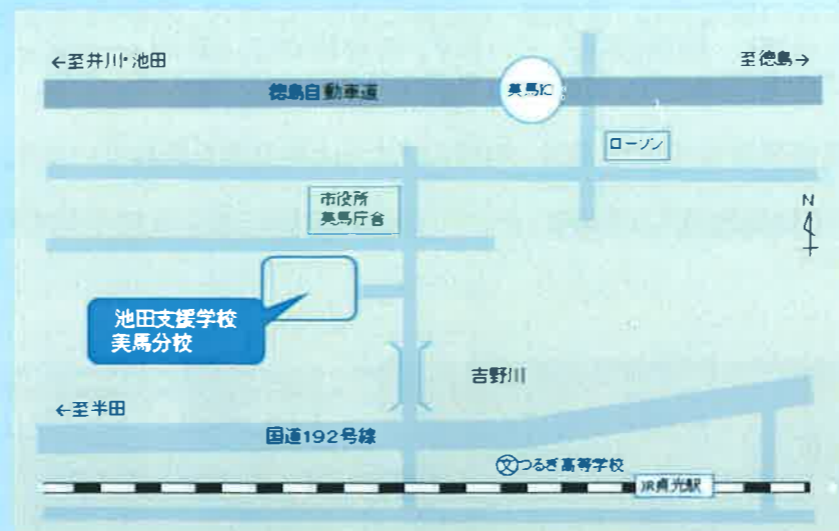 ←至井川・池田
至徳島→
徳島自動車道
美馬IC
ローソン
市役所
美馬庁舎
N
池田支援学校
美馬分校
吉野川
←至半田
国道192号線
文つるぎ高等学校
JR貞光駅